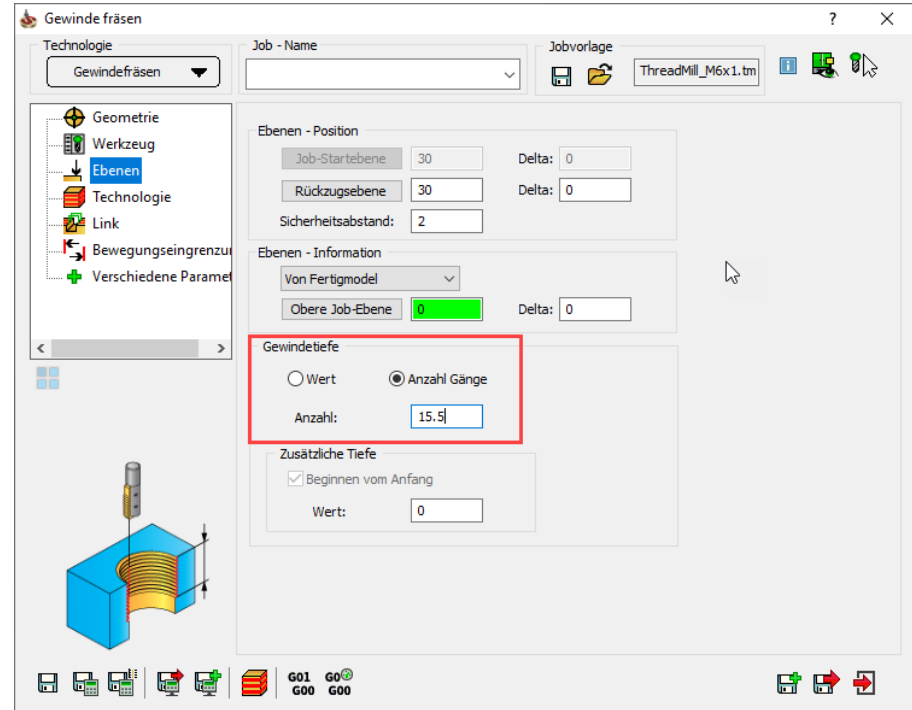 Gewinde fräsen
? ×
Technologie
Gewindefräsen
Job - Name
Jobvorlage
ThreadMill_M6x1.tm
Geometrie
Werkzeug
Ebenen
Technologie
Link
Bewegungseingrenzu
Verschiedene Paramet
Ebenen - Position
Job-Startebene 30 Delta: 0
Rückzugsebene 30 Delta: 0
Sicherheitsabstand: 2
Ebenen - Information
Von Fertigmodel
Obere Job-Ebene 0 Delta: 0
Gewindetiefe
Wert Anzahl Gänge
Anzahl: 15.5
Zusätzliche Tiefe
Beginnen vom Anfang
Wert: 0
G01 G0
G00 G00